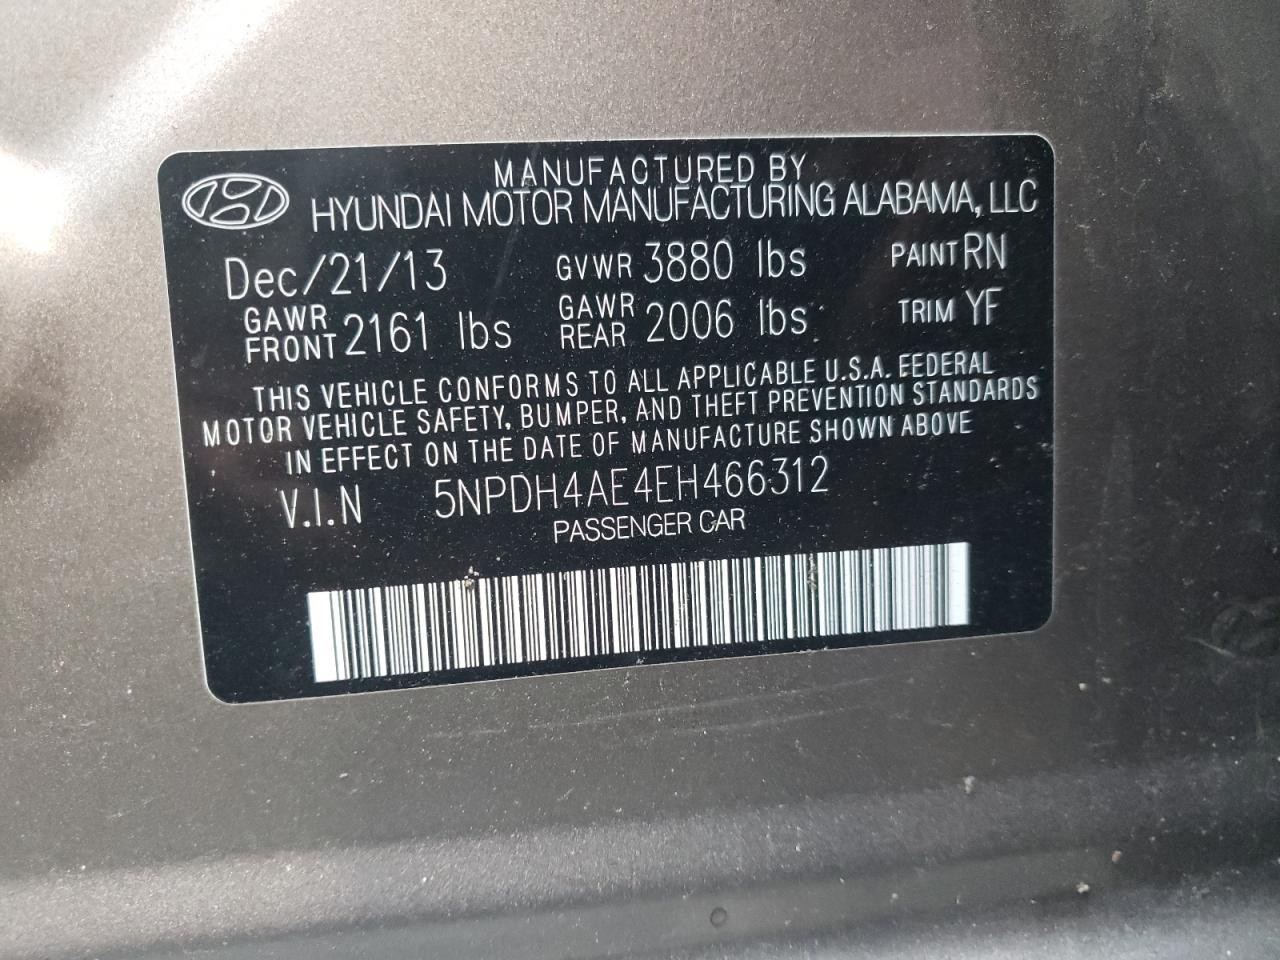 MANUFACTURED BY
HYUNDAI MOTOR MANUFACTURING ALABAMA, LLC
Dec/21/13 GVWR 3880 lbs PAINT RN
GAWR FRONT 2161 lbs GAWR REAR 2006 lbs TRIM YF
THIS VEHICLE CONFORMS TO ALL APPLICABLE U.S.A. FEDERAL
MOTOR VEHICLE SAFETY, BUMPER, AND THEFT PREVENTION STANDARDS
IN EFFECT ON THE DATE OF MANUFACTURE SHOWN ABOVE
V.I.N 5NPDH4AE4EH466312
PASSENGER CAR